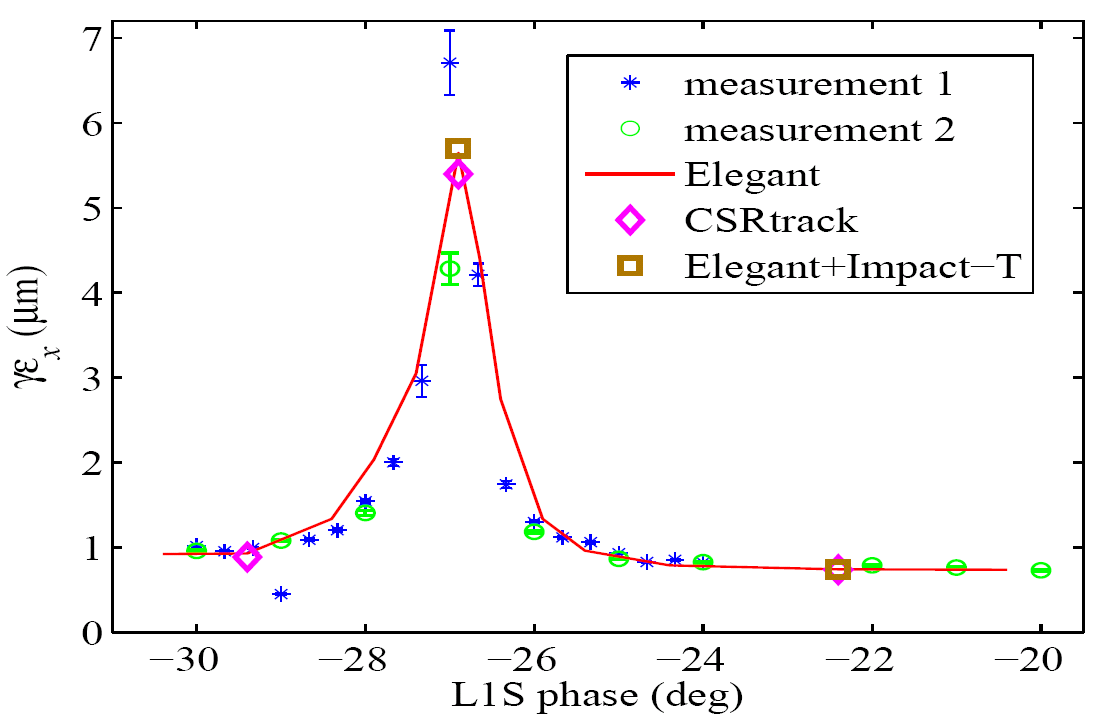 7
6
5
4
3
2
1
0
γεx (μm)
measurement 1
measurement 2
Elegant
CSRtrack
Elegant+Impact−T
−30 −28 −26 −24 −22 −20
L1S phase (deg)